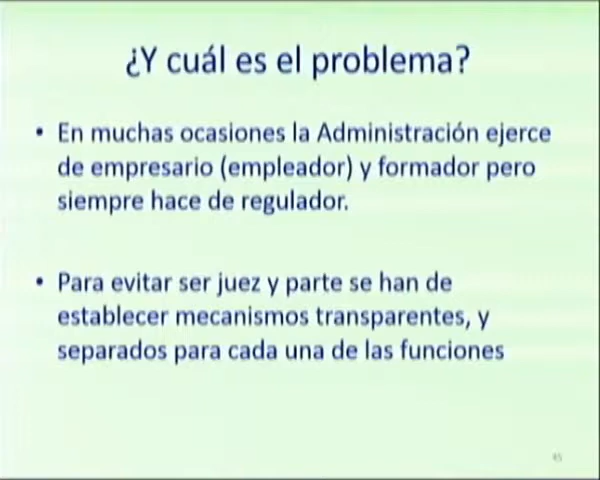 ¿Y cuál es el problema?
• En muchas ocasiones la Administración ejerce
de empresario (empleador) y formador pero
siempre hace de regulador.
• Para evitar ser juez y parte se han de
establecer mecanismos transparentes, y
separados para cada una de las funciones